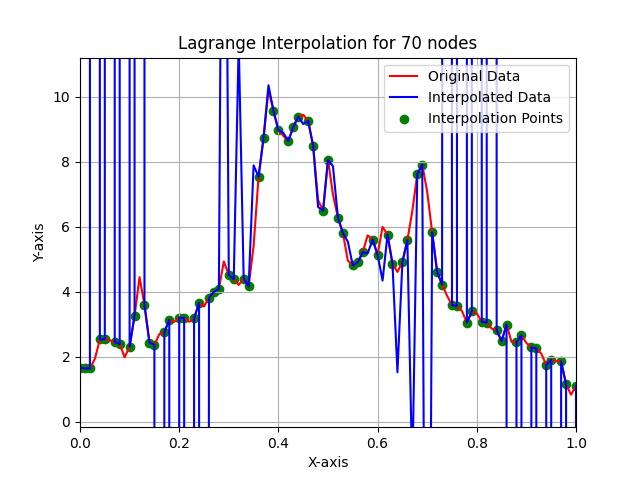 Lagrange Interpolation for 70 nodes
Original Data
Interpolated Data
Interpolation Points
Y-axis
10
8
6
4
2
0
0.0 0.2 0.4 0.6 0.8 1.0
X-axis